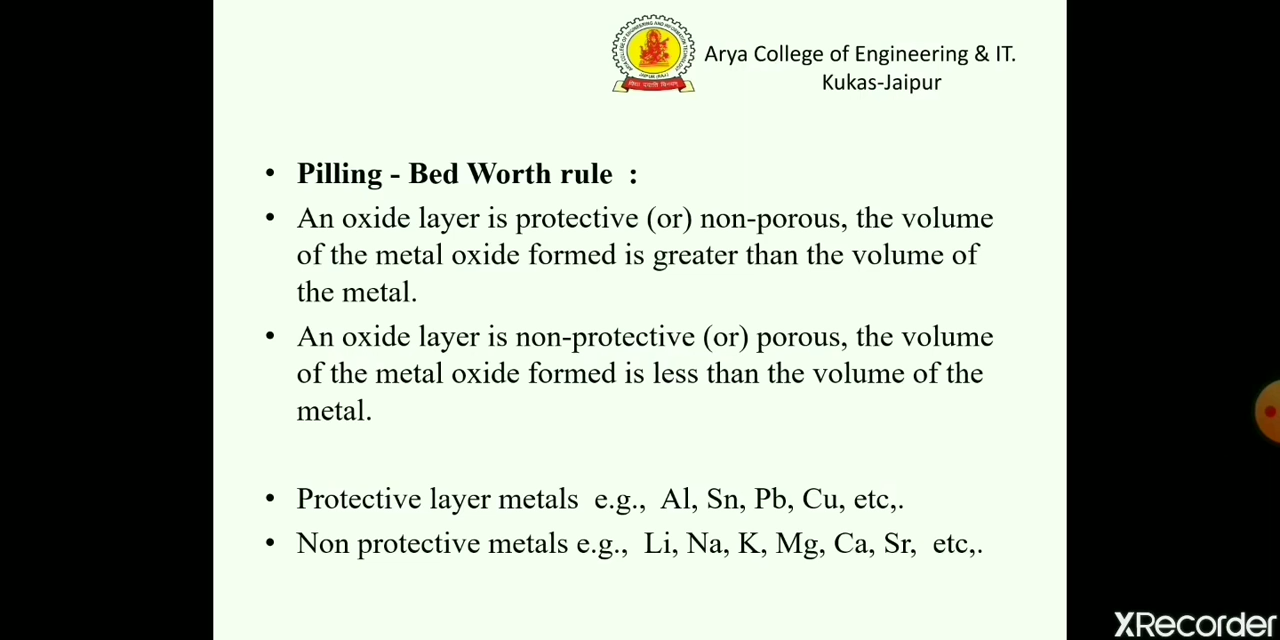 Arya College of Engineering & IT.
Kukas-Jaipur
• Pilling - Bed Worth rule :
• An oxide layer is protective (or) non-porous, the volume
of the metal oxide formed is greater than the volume of
the metal.
• An oxide layer is non-protective (or) porous, the volume
of the metal oxide formed is less than the volume of the
metal.
• Protective layer metals e.g., Al, Sn, Pb, Cu, etc,.
• Non protective metals e.g., Li, Na, K, Mg, Ca, Sr, etc,.
XRecorder